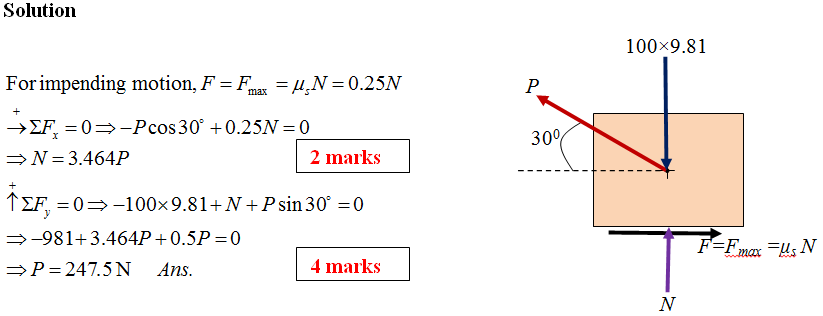 Solution
For impending motion, F = F_max = μ_s N = 0.25N
→⁺ ΣF_x = 0 ⇒ −P cos 30° + 0.25N = 0
⇒ N = 3.464P
2 marks
↑⁺ ΣF_y = 0 ⇒ −100×9.81 + N + P sin 30° = 0
⇒ −981 + 3.464P + 0.5P = 0
⇒ P = 247.5 N Ans.
4 marks
100×9.81
P
30⁰
F=F_max =μ_s N
N